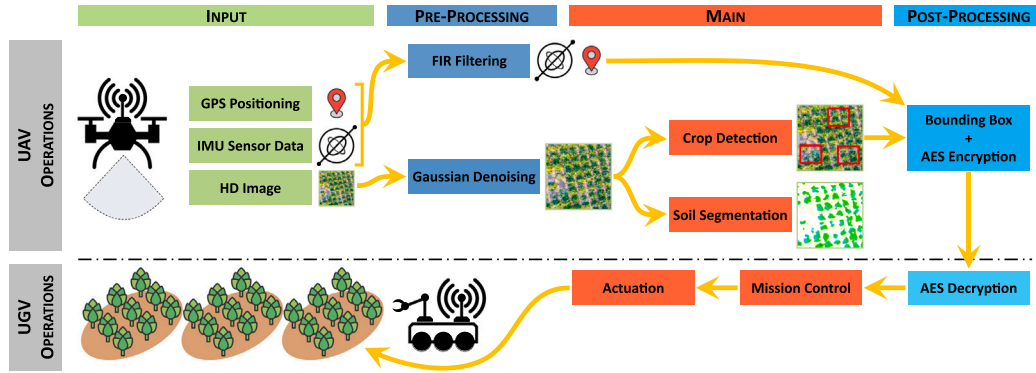 INPUT
PRE-PROCESSING
MAIN
POST-PROCESSING
UAV
OPERATIONS
FIR Filtering
GPS Positioning
IMU Sensor Data
HD Image
Gaussian Denoising
Crop Detection
Soil Segmentation
Bounding Box
+
AES Encryption
UGV
OPERATIONS
Actuation
Mission Control
AES Decryption